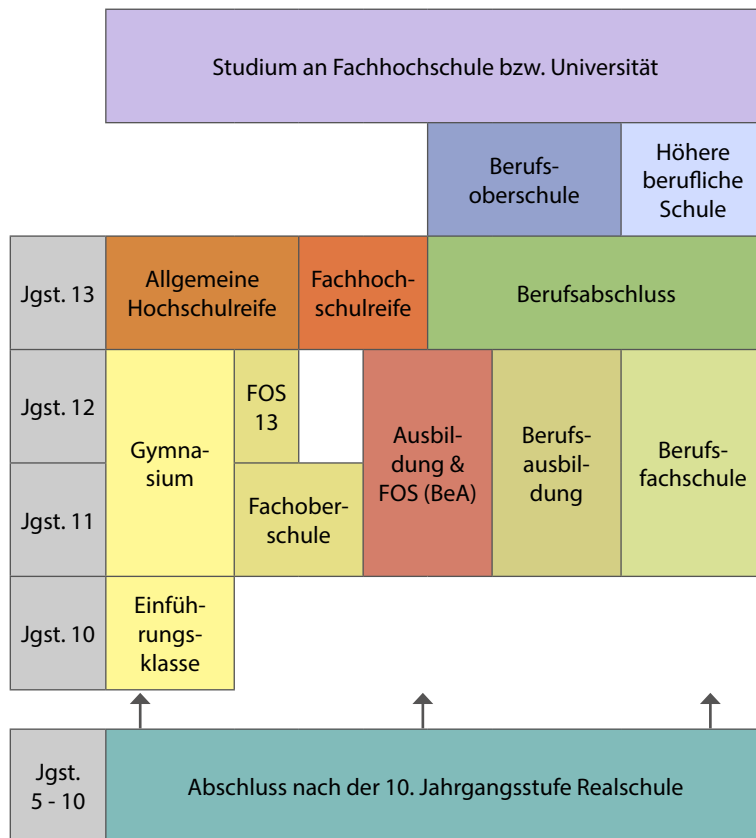 Studium an Fachhochschule bzw. Universität
Berufs-
oberschule
Höhere
berufliche
Schule
Jgst. 13
Allgemeine
Hochschulreife
Fachhoch-
schulreife
Berufsabschluss
Jgst. 12
Gymna-
sium
FOS
13
Ausbil-
dung &
FOS (BeA)
Berufs-
ausbil-
dung
Berufs-
fachschule
Jgst. 11
Fachober-
schule
Jgst. 10
Einfüh-
rungs-
klasse
Jgst.
5 - 10
Abschluss nach der 10. Jahrgangsstufe Realschule